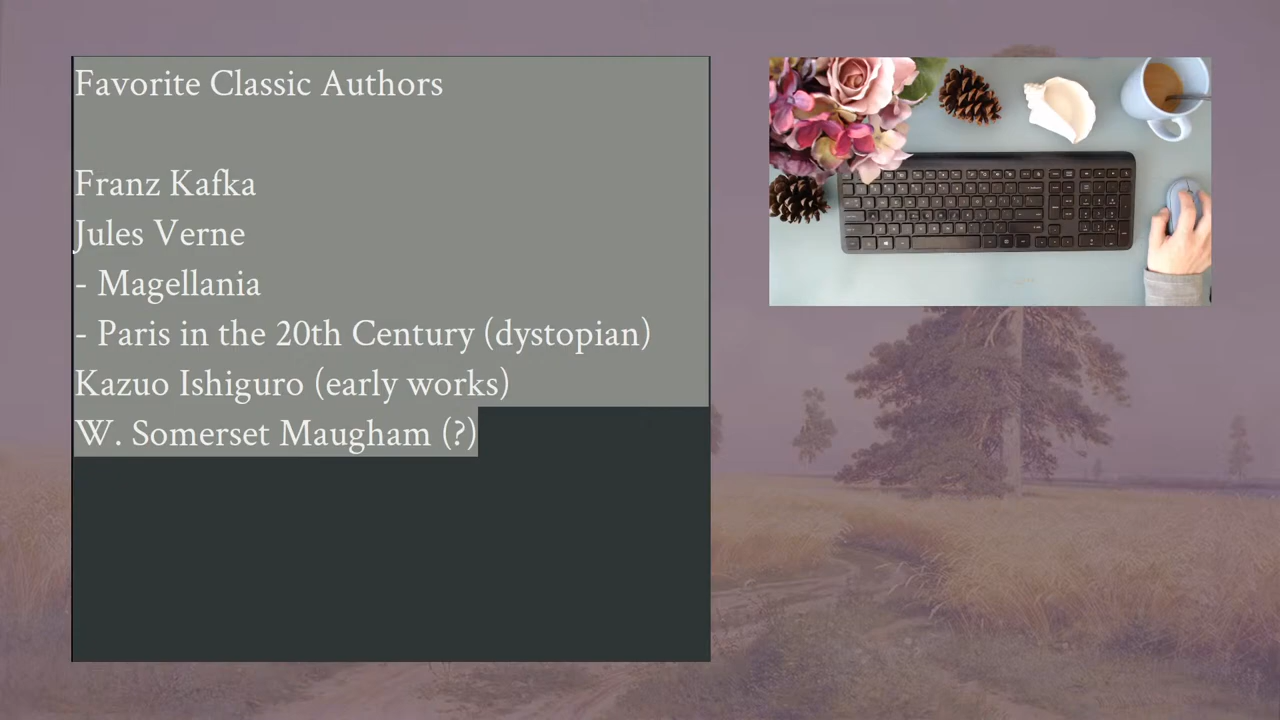 Favorite Classic Authors
Franz Kafka
Jules Verne
- Magellania
- Paris in the 20th Century (dystopian)
Kazuo Ishiguro (early works)
W. Somerset Maugham (?)